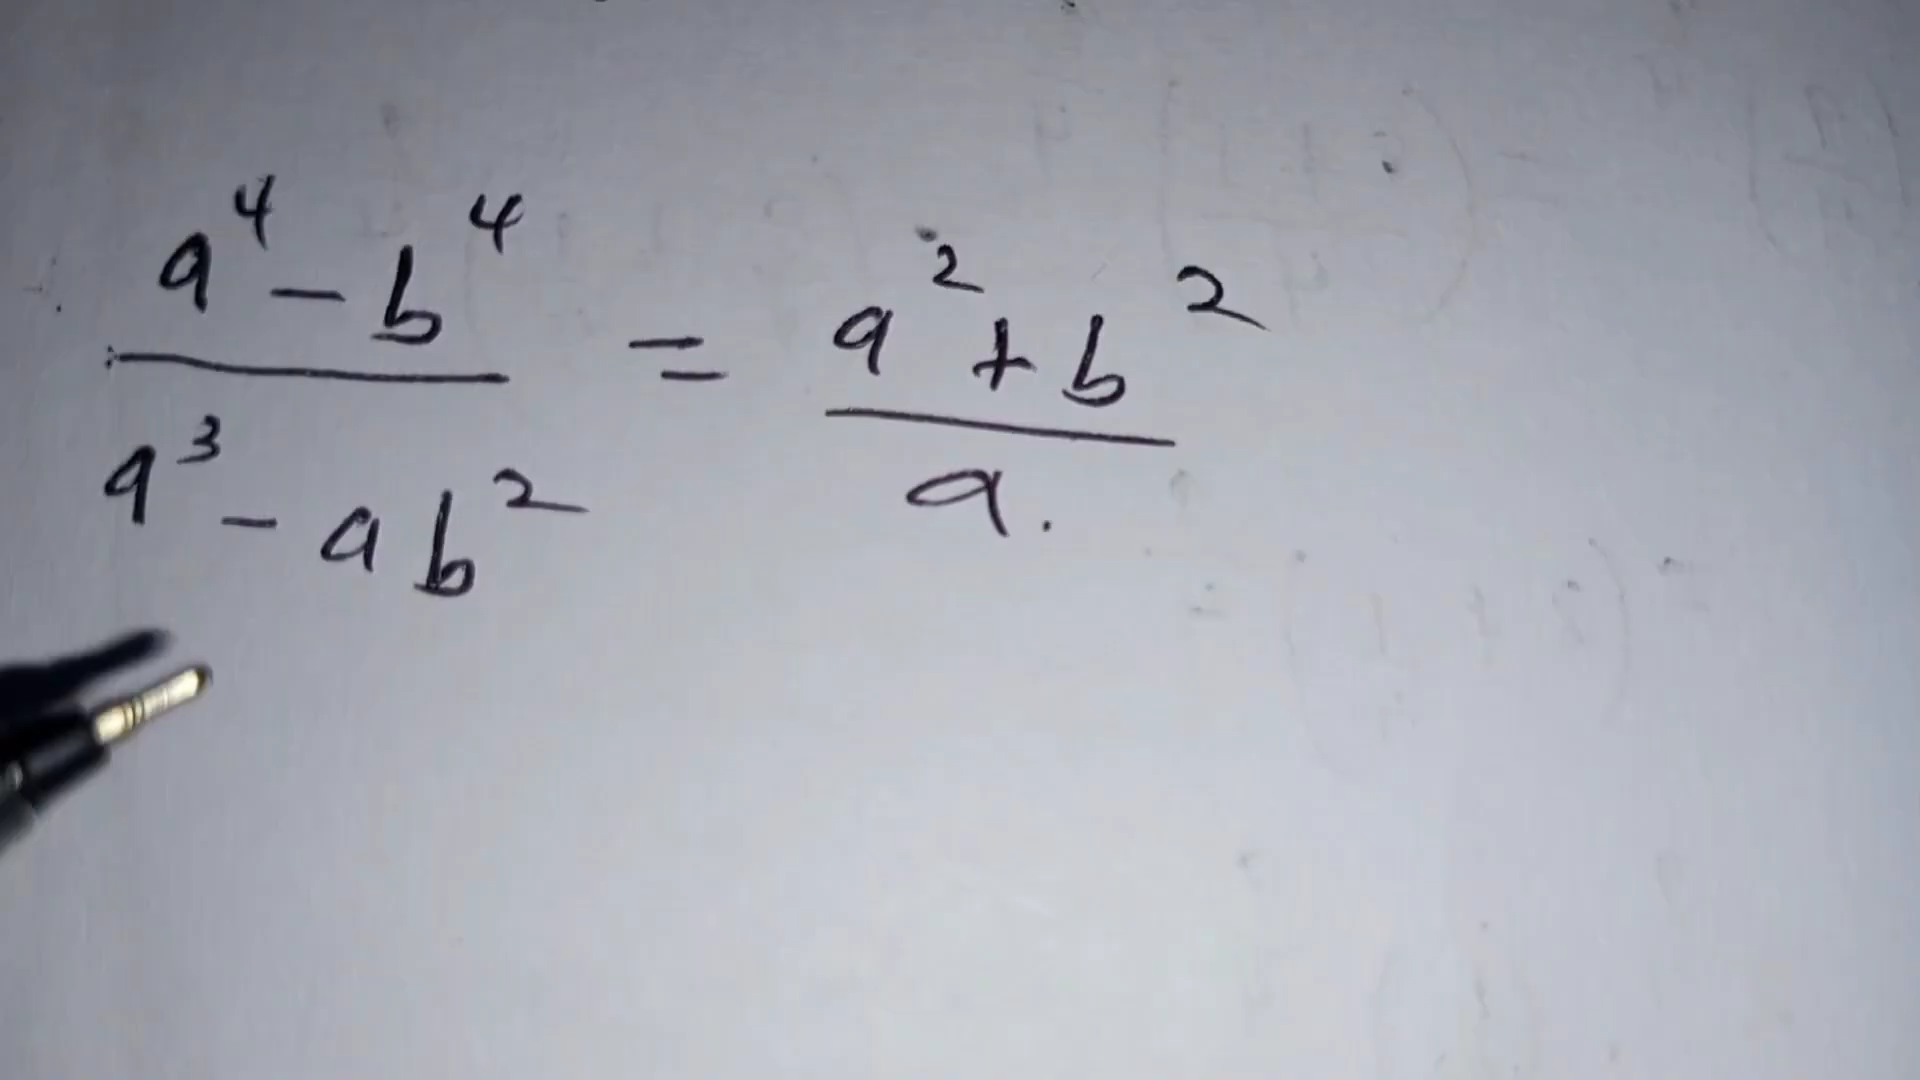 a⁴ - b⁴ / a³ - ab² = a² + b² / a.